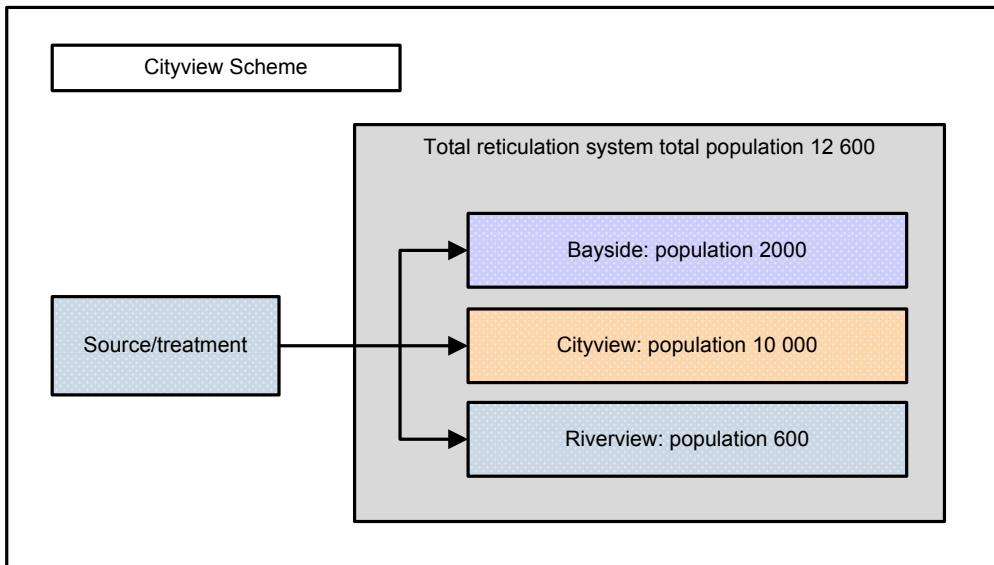 Cityview Scheme
Total reticulation system total population 12 600
Bayside: population 2000
Source/treatment
Cityview: population 10 000
Riverview: population 600